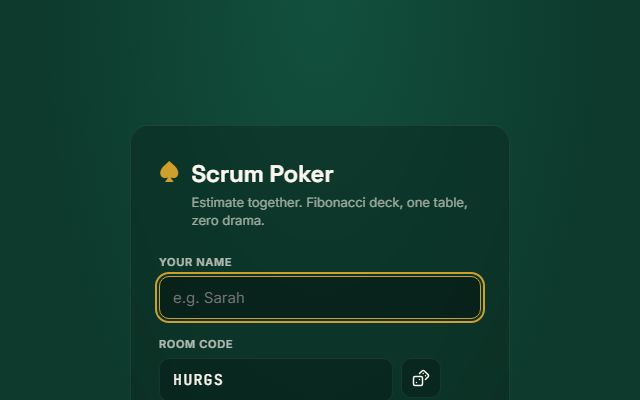 Scrum Poker
Estimate together. Fibonacci deck, one table,
zero drama.
YOUR NAME
e.g. Sarah
ROOM CODE
HURGS